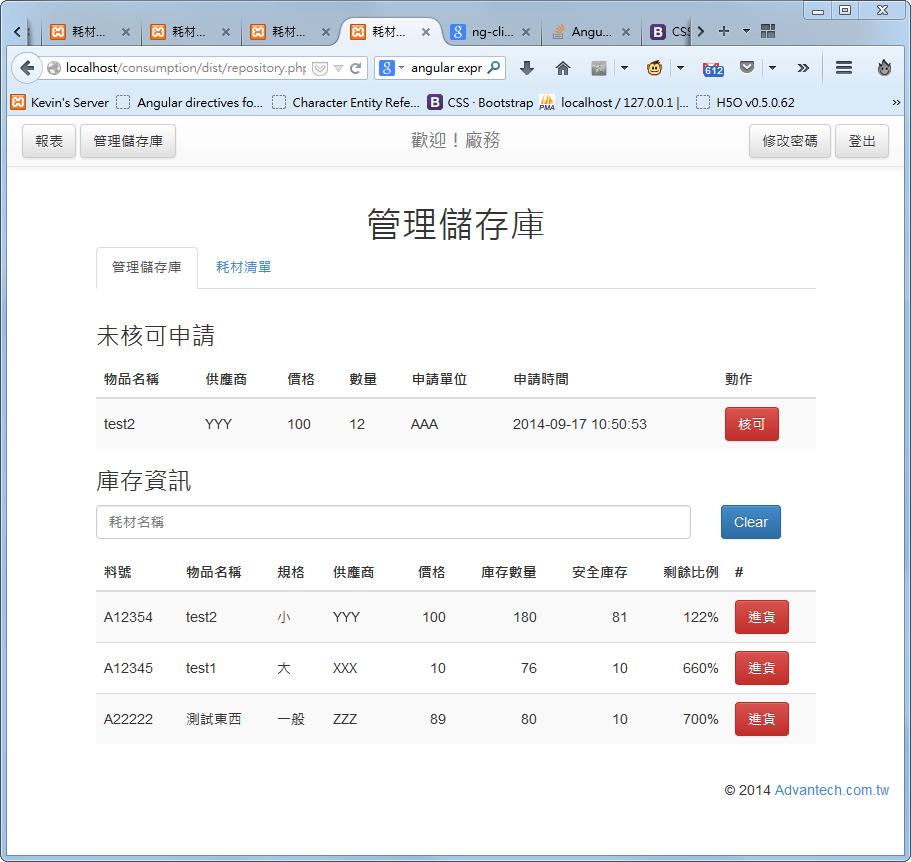 耗材... 耗材... 耗材... 耗材... ng-cli... Angu... CSS
localhost/consumption/dist/repository.php angular expr 612
Kevin's Server Angular directives fo... Character Entity Refe... CSS · Bootstrap localhost / 127.0.0.1 |... H5O v0.5.0.62
報表 管理儲存庫 歡迎！廠務 修改密碼 登出
管理儲存庫
管理儲存庫 耗材清單
未核可申請
物品名稱 供應商 價格 數量 申請單位 申請時間 動作
test2 YYY 100 12 AAA 2014-09-17 10:50:53 核可
庫存資訊
耗材名稱 Clear
料號 物品名稱 規格 供應商 價格 庫存數量 安全庫存 剩餘比例 #
A12354 test2 小 YYY 100 180 81 122% 進貨
A12345 test1 大 XXX 10 76 10 660% 進貨
A22222 測試東西 一般 ZZZ 89 80 10 700% 進貨
© 2014 Advantech.com.tw